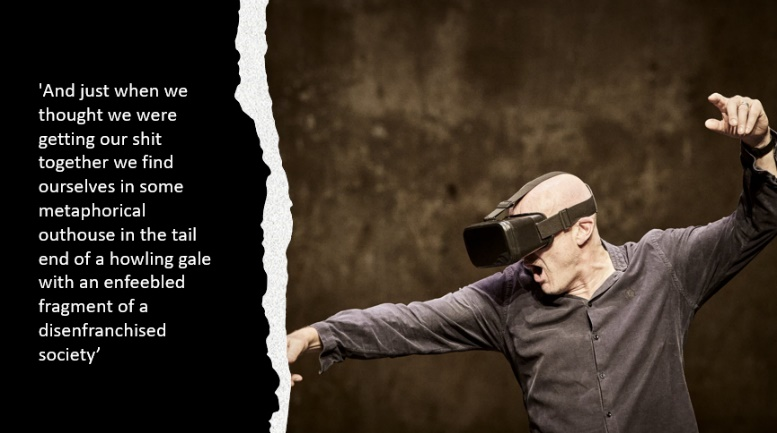 'And just when we
thought we were
getting our shit
together we find
ourselves in some
metaphorical
outhouse in the tail
end of a howling gale
with an enfeebled
fragment of a
disenfranchised
society’